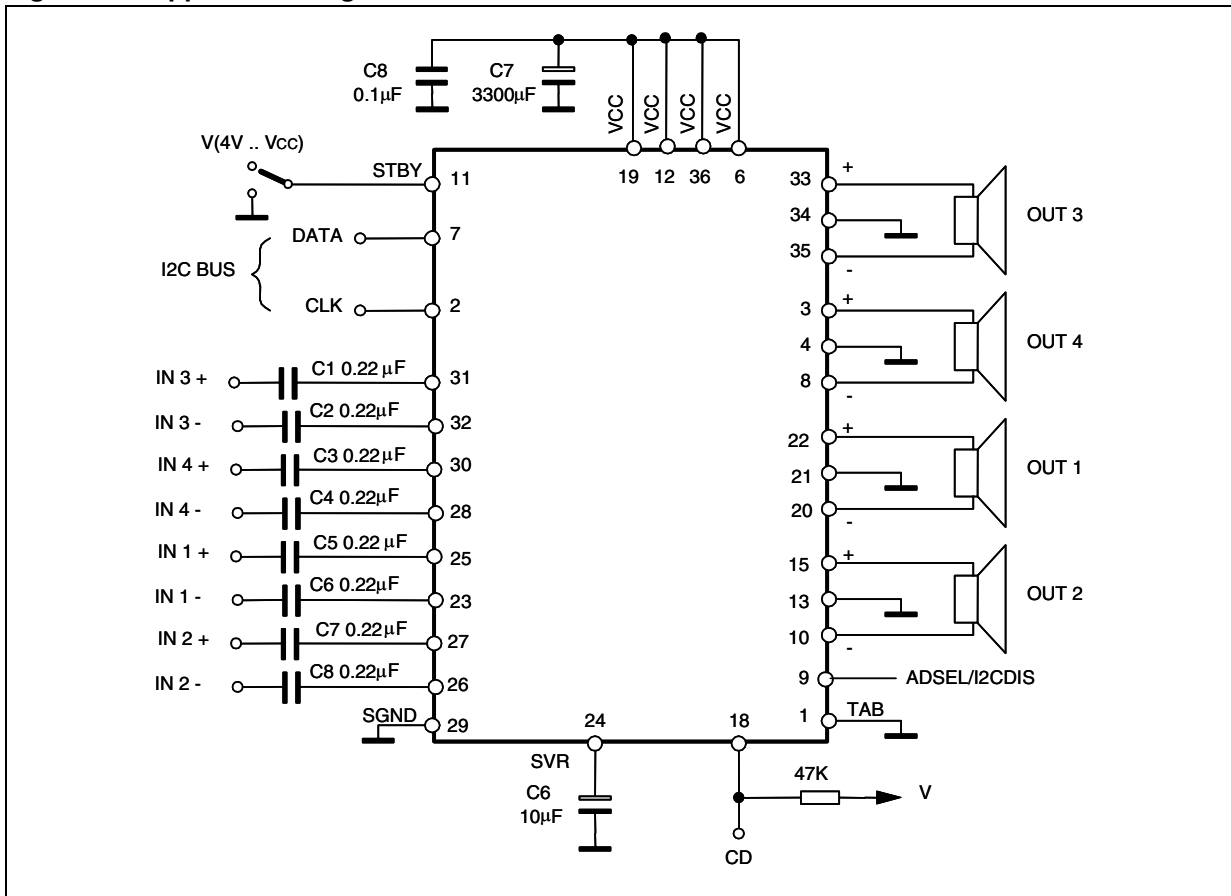 C8
0.1µF
C7
3300µF
VCC
VCC
VCC
VCC
V(4V .. VCC)
STBY
11
19
12
36
6
33
+
34
35
-
OUT 3
DATA
7
I2C BUS
CLK
2
3
+
4
8
-
OUT 4
IN 3 +
C1 0.22 µF
31
IN 3 -
C2 0.22µF
32
IN 4 +
C3 0.22µF
30
IN 4 -
C4 0.22µF
28
IN 1 +
C5 0.22 µF
25
IN 1 -
C6 0.22µF
23
IN 2 +
C7 0.22µF
27
IN 2 -
C8 0.22µF
26
22
+
21
20
-
OUT 1
15
+
13
10
-
OUT 2
9
ADSEL/I2CDIS
SGND
29
24
18
1
TAB
SVR
C6
10µF
47K
V
CD